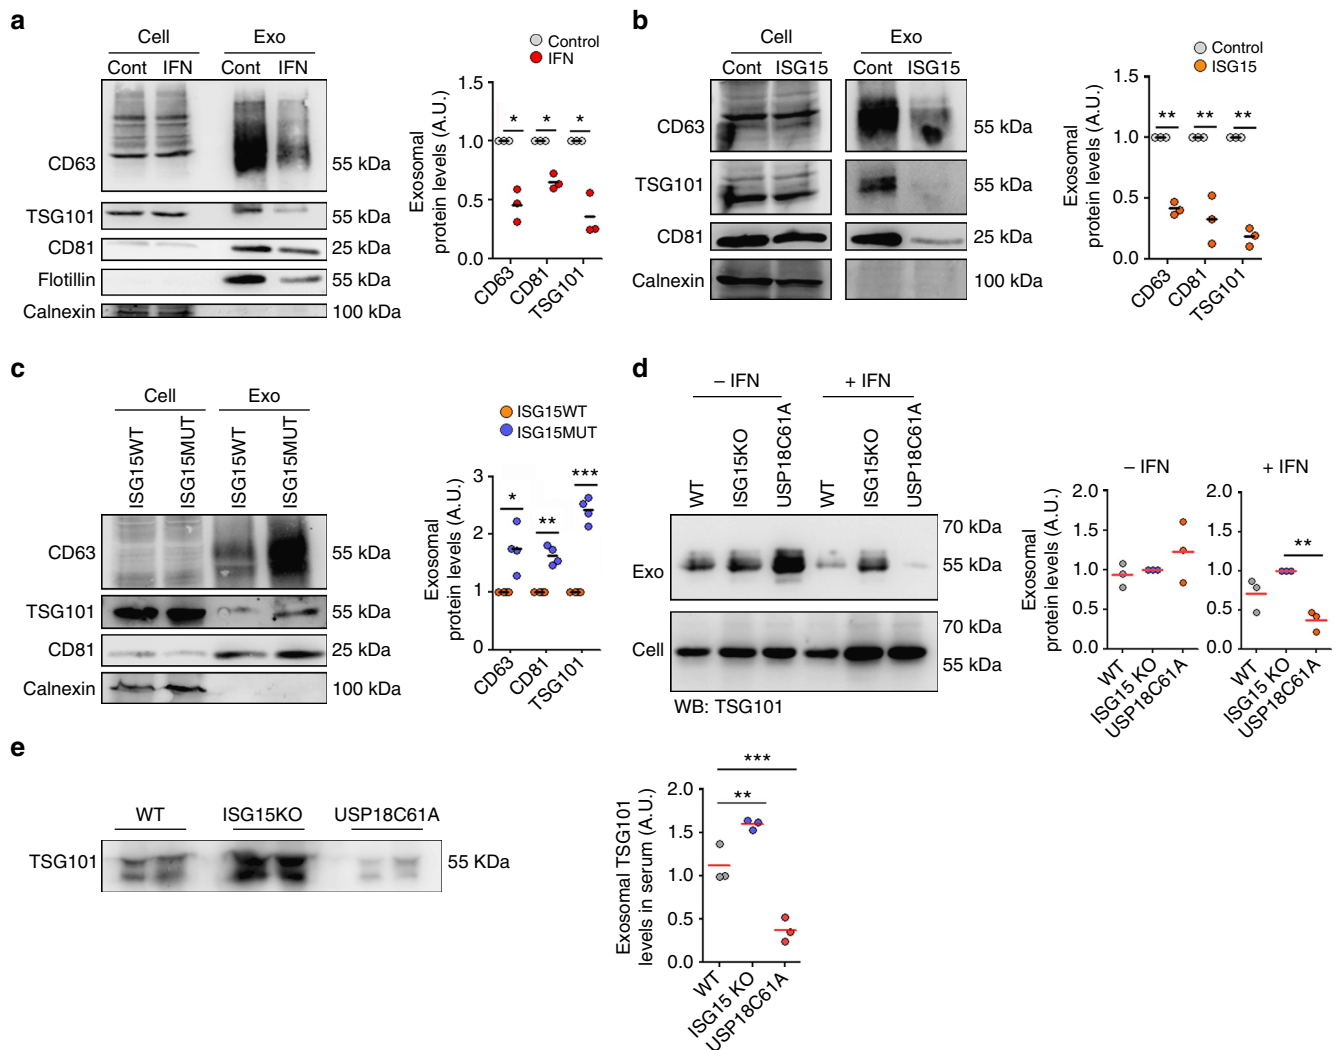 a
Cell Exo
Cont IFN Cont IFN
CD63 55 kDa
TSG101 55 kDa
CD81 25 kDa
Flotillin 55 kDa
Calnexin 100 kDa
Control
IFN
Exosomal
protein levels (A.U.)
1.5
1.0
0.5
0
* * *
CD63 CD81 TSG101
b
Cell Exo
Cont ISG15 Cont ISG15
CD63 55 kDa
TSG101 55 kDa
CD81 25 kDa
Calnexin 100 kDa
Control
ISG15
Exosomal
protein levels (A.U.)
1.5
1.0
0.5
0
** ** **
CD63 CD81 TSG101
c
Cell Exo
ISG15WT ISG15MUT ISG15WT ISG15MUT
CD63 55 kDa
TSG101 55 kDa
CD81 25 kDa
Calnexin 100 kDa
ISG15WT
ISG15MUT
Exosomal
protein levels (A.U.)
3
2
1
0
* ** ***
CD63 CD81 TSG101
d
– IFN + IFN
WT ISG15KO USP18C61A WT ISG15KO USP18C61A
70 kDa
Exo 55 kDa
70 kDa
Cell 55 kDa
WB: TSG101
Exosomal
protein levels (A.U.)
– IFN
2.0
1.5
1.0
0.5
0.0
WT ISG15 KO USP18C61A
+ IFN
2.0
1.5
1.0
0.5
0.0
**
WT ISG15 KO USP18C61A
e
WT ISG15KO USP18C61A
TSG101 55 KDa
Exosomal TSG101
levels in serum (A.U.)
2.0
1.5
1.0
0.5
0.0
***
**
WT ISG15 KO USP18C61A